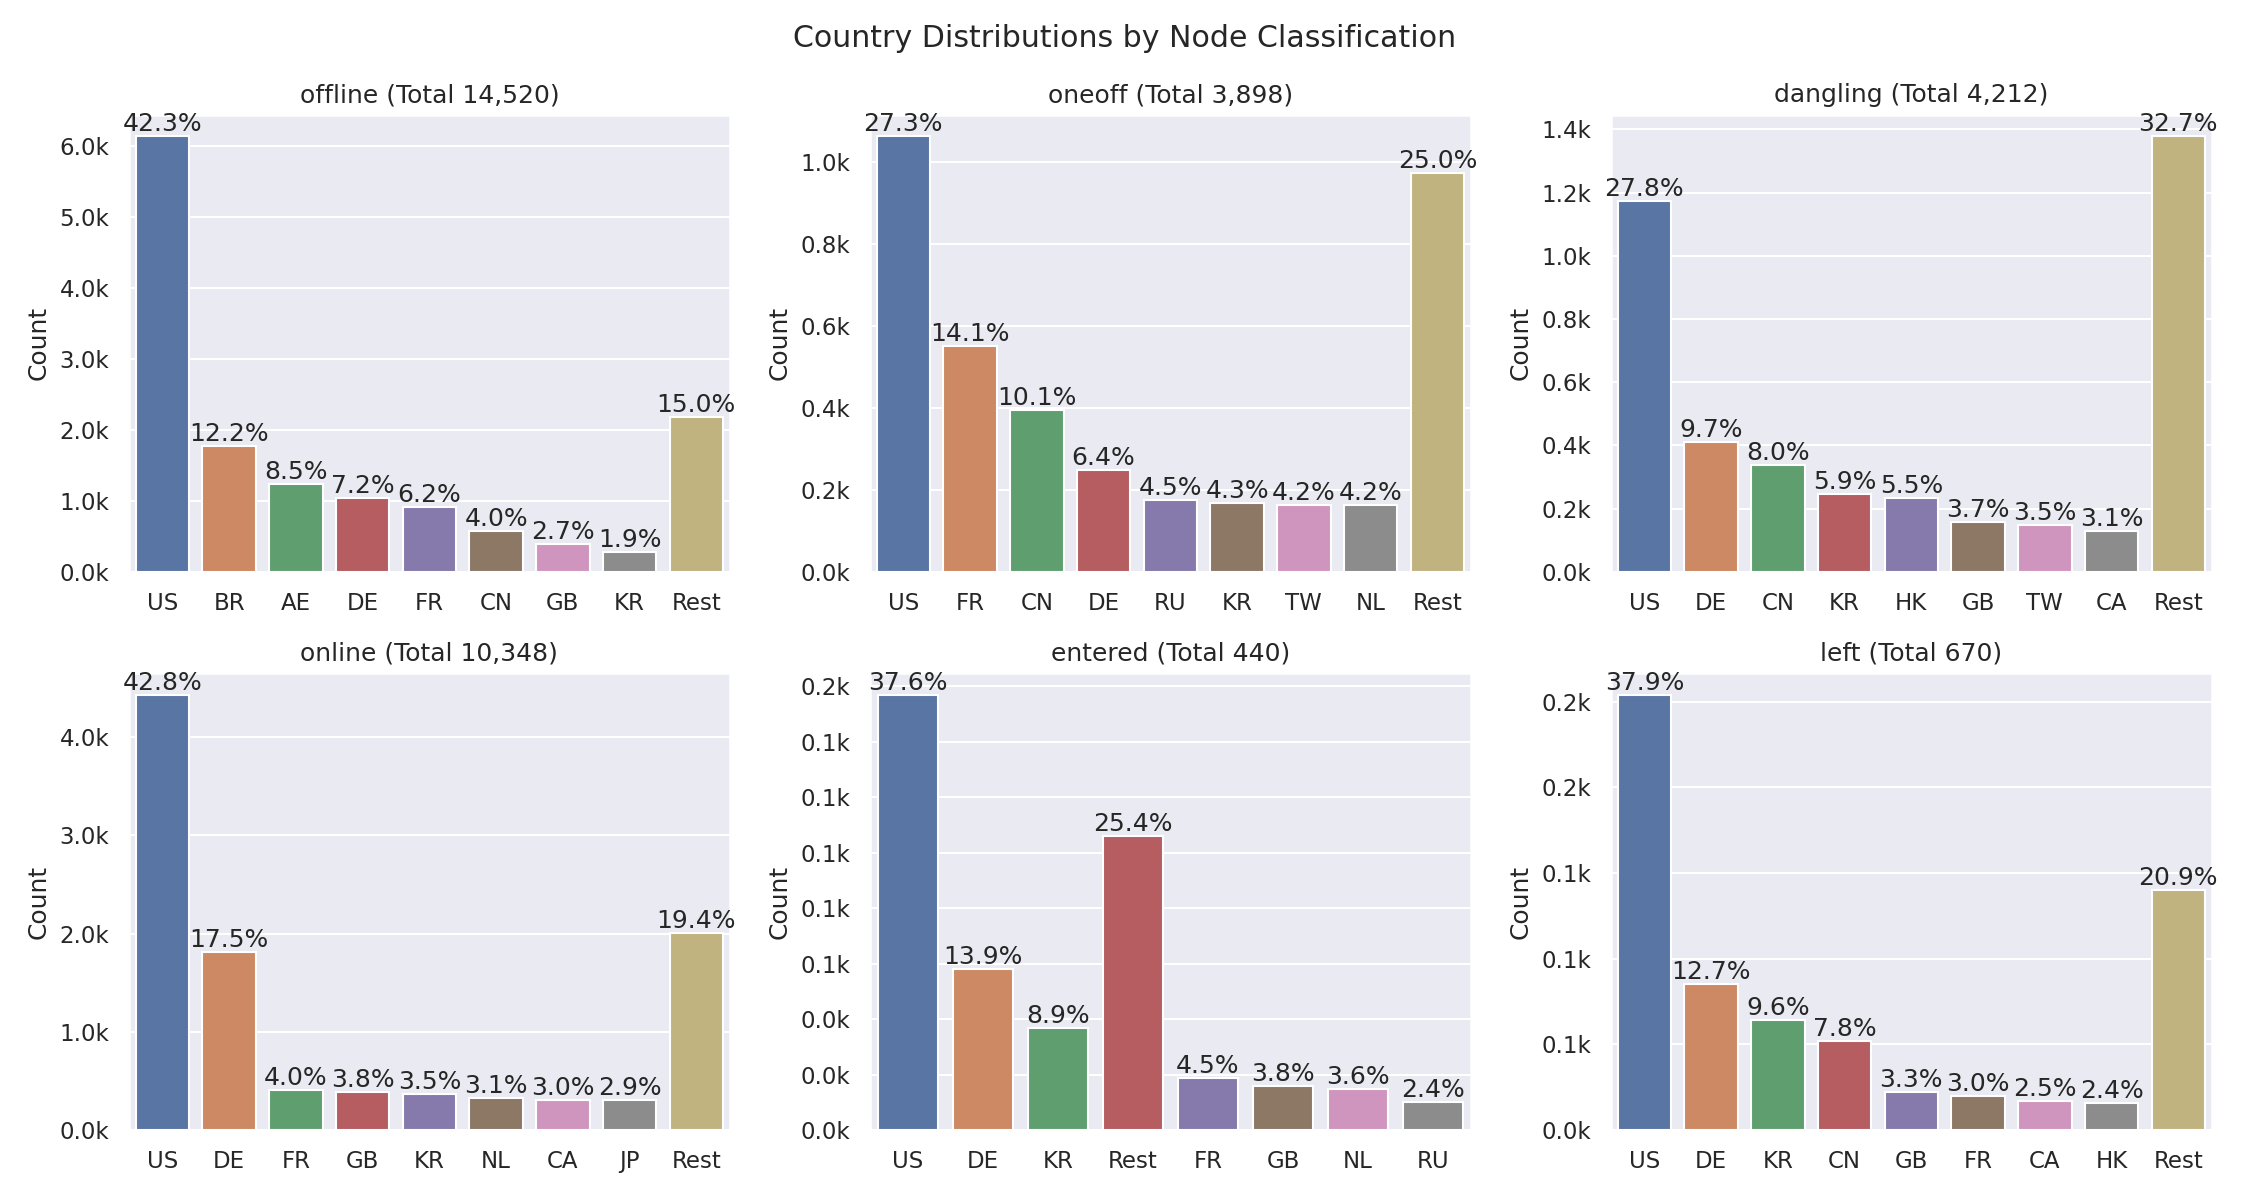 Country Distributions by Node Classification
offline (Total 14,520)
Count
6.0k
5.0k
4.0k
3.0k
2.0k
1.0k
0.0k
42.3%
12.2%
8.5%
7.2%
6.2%
4.0%
2.7%
1.9%
15.0%
US BR AE DE FR CN GB KR Rest
oneoff (Total 3,898)
Count
1.0k
0.8k
0.6k
0.4k
0.2k
0.0k
27.3%
14.1%
10.1%
6.4%
4.5%
4.3%
4.2%
4.2%
25.0%
US FR CN DE RU KR TW NL Rest
dangling (Total 4,212)
Count
1.4k
1.2k
1.0k
0.8k
0.6k
0.4k
0.2k
0.0k
27.8%
9.7%
8.0%
5.9%
5.5%
3.7%
3.5%
3.1%
32.7%
US DE CN KR HK GB TW CA Rest
online (Total 10,348)
Count
4.0k
3.0k
2.0k
1.0k
0.0k
42.8%
17.5%
4.0%
3.8%
3.5%
3.1%
3.0%
2.9%
19.4%
US DE FR GB KR NL CA JP Rest
entered (Total 440)
Count
0.2k
0.1k
0.1k
0.1k
0.1k
0.1k
0.0k
0.0k
0.0k
37.6%
13.9%
8.9%
25.4%
4.5%
3.8%
3.6%
2.4%
US DE KR Rest FR GB NL RU
left (Total 670)
Count
0.2k
0.2k
0.1k
0.1k
0.1k
0.0k
37.9%
12.7%
9.6%
7.8%
3.3%
3.0%
2.5%
2.4%
20.9%
US DE KR CN GB FR CA HK Rest